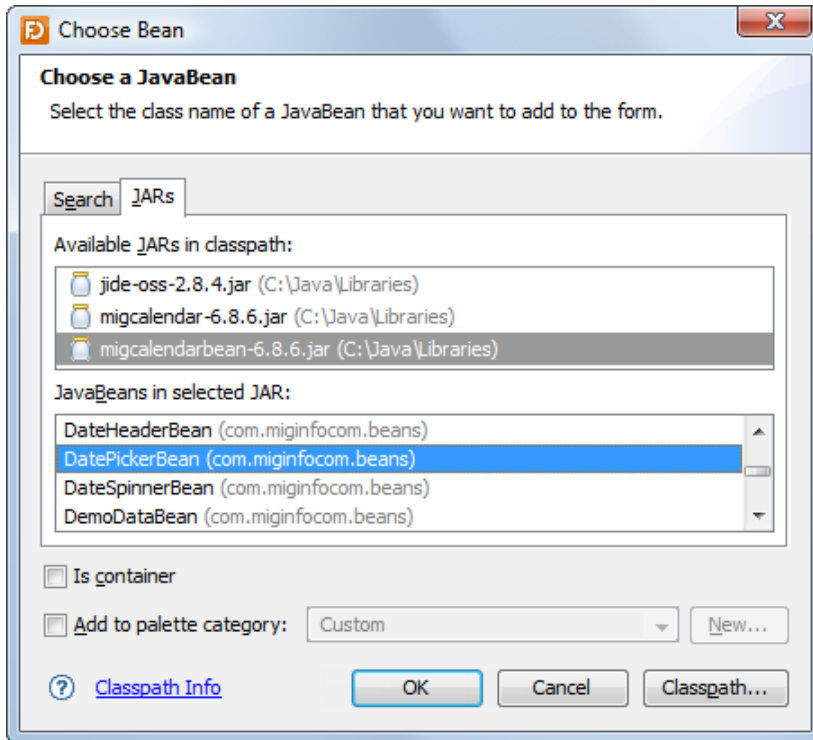 Choose Bean
Choose a JavaBean
Select the class name of a JavaBean that you want to add to the form.
Search JARs
Available JARs in classpath:
jide-oss-2.8.4.jar (C:\Java\Libraries)
migcalendar-6.8.6.jar (C:\Java\Libraries)
migcalendarbean-6.8.6.jar (C:\Java\Libraries)
JavaBeans in selected JAR:
DateHeaderBean (com.miginfocom.beans)
DatePickerBean (com.miginfocom.beans)
DateSpinnerBean (com.miginfocom.beans)
DemoDataBean (com.miginfocom.beans)
Is container
Add to palette category: Custom New...
? Classpath Info OK Cancel Classpath...